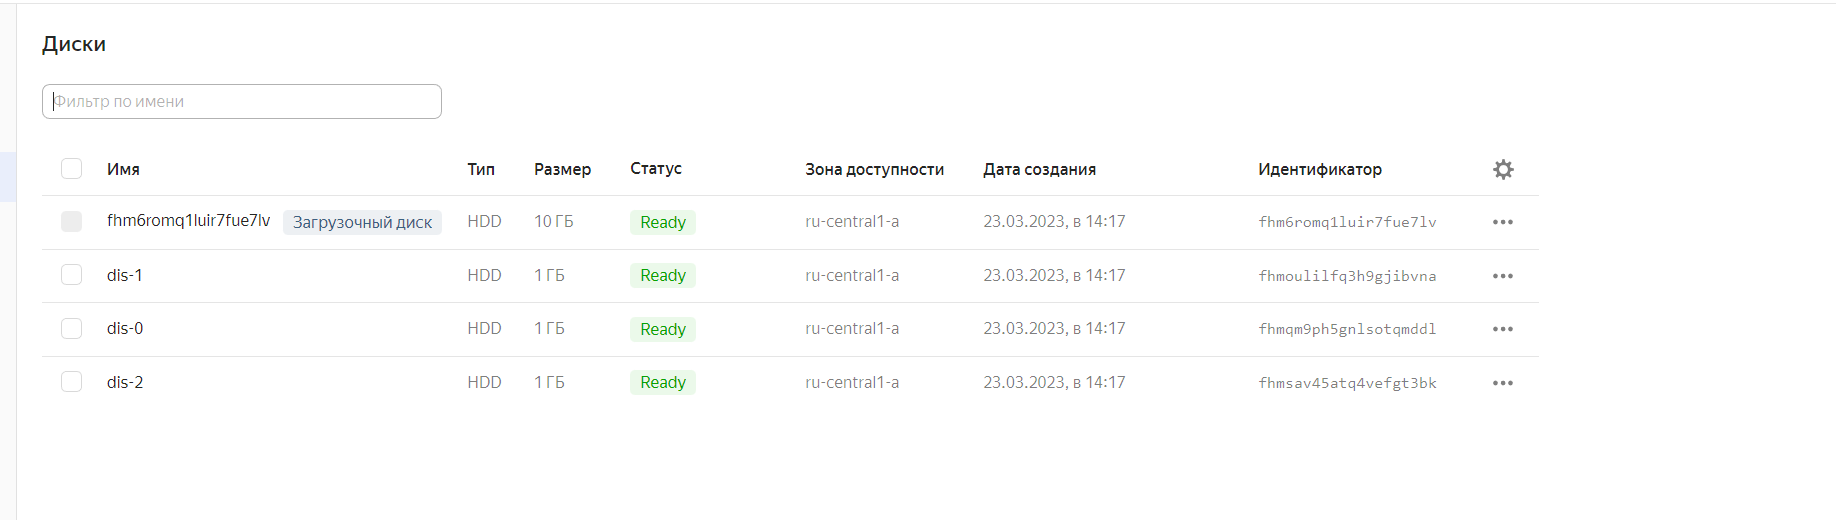 Диски
Фильтр по имени
Имя Тип Размер Статус Зона доступности Дата создания Идентификатор
fhm6romq1luir7fue7lv Загрузочный диск HDD 10 ГБ Ready ru-central1-a 23.03.2023, в 14:17 fhm6romq1luir7fue7lv
dis-1 HDD 1 ГБ Ready ru-central1-a 23.03.2023, в 14:17 fhmoulilfq3h9gjibvna
dis-0 HDD 1 ГБ Ready ru-central1-a 23.03.2023, в 14:17 fhmqm9ph5gnlsotqmddl
dis-2 HDD 1 ГБ Ready ru-central1-a 23.03.2023, в 14:17 fhmsav45atq4vefgt3bk